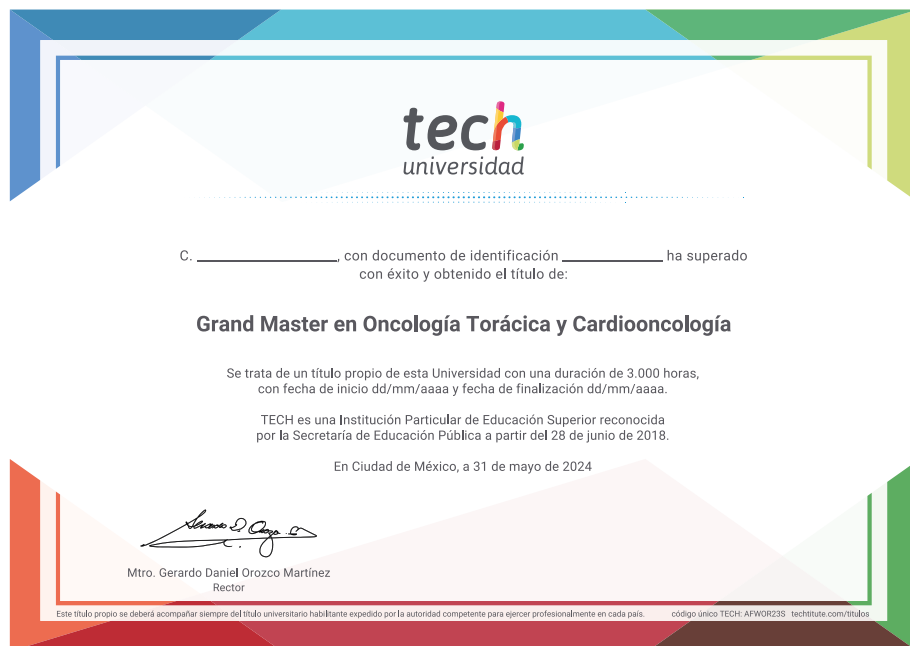 tech
universidad
C. ____________, con documento de identificación ____________ ha superado
con éxito y obtenido el título de:
Grand Master en Oncología Torácica y Cardiooncología
Se trata de un título propio de esta Universidad con una duración de 3.000 horas,
con fecha de inicio dd/mm/aaaa y fecha de finalización dd/mm/aaaa.
TECH es una Institución Particular de Educación Superior reconocida
por la Secretaría de Educación Pública a partir del 28 de junio de 2018.
En Ciudad de México, a 31 de mayo de 2024
Mtro. Gerardo Daniel Orozco Martínez
Rector
Este título propio se deberá acompañar siempre del título universitario habilitante expedido por la autoridad competente para ejercer profesionalmente en cada país. código único TECH: AFWOR23S techtitute.com/titulos